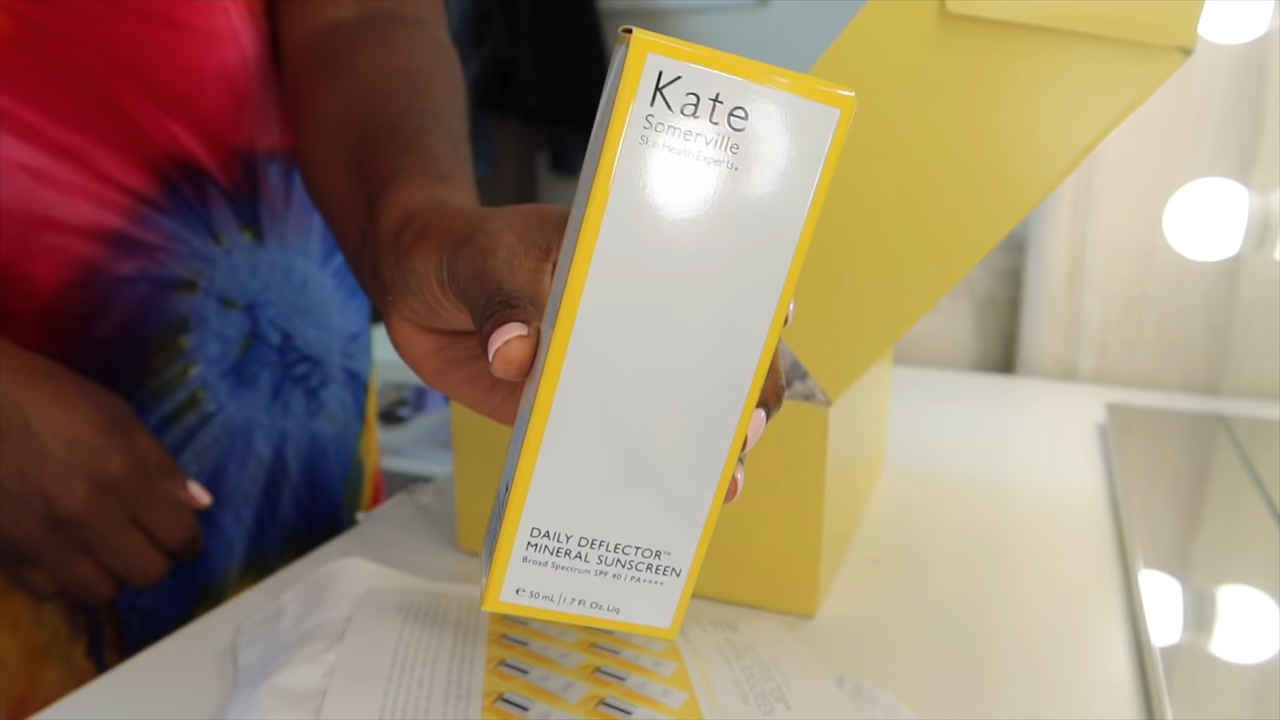 Kate
Somerville
Skin Health Experts.
DAILY DEFLECTOR™
MINERAL SUNSCREEN
Broad Spectrum SPF 40 | PA++++
℮ 50 mL | 1.7 Fl. Oz. Liq.